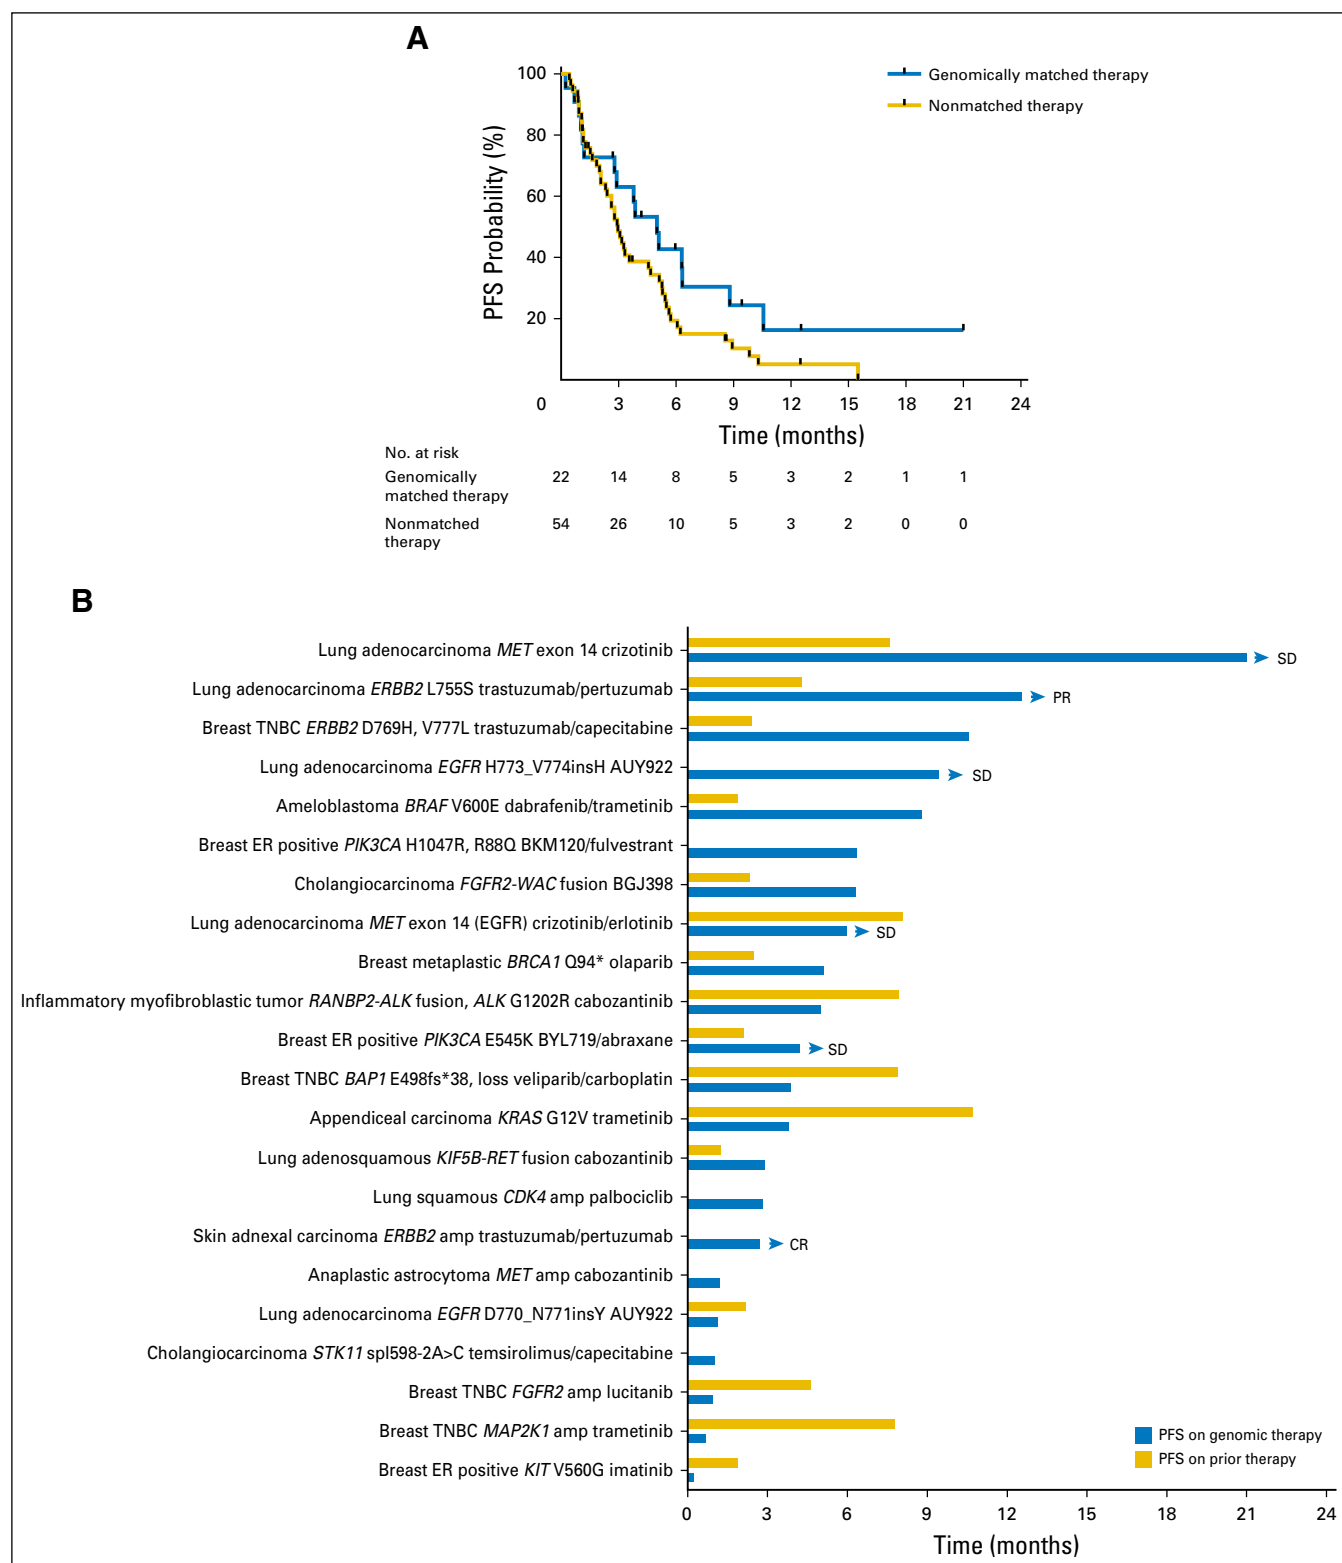 A
100
80
60
40
20
PFS Probability (%)
Genomically matched therapy
Nonmatched therapy
0 3 6 9 12 15 18 21 24
Time (months)
No. at risk
Genomically
matched therapy
22 14 8 5 3 2 1 1
Nonmatched
therapy
54 26 10 5 3 2 0 0
B
Lung adenocarcinoma MET exon 14 crizotinib
SD
Lung adenocarcinoma ERBB2 L755S trastuzumab/pertuzumab
PR
Breast TNBC ERBB2 D769H, V777L trastuzumab/capecitabine
Lung adenocarcinoma EGFR H773_V774insH AUY922
SD
Ameloblastoma BRAF V600E dabrafenib/trametinib
Breast ER positive PIK3CA H1047R, R88Q BKM120/fulvestrant
Cholangiocarcinoma FGFR2-WAC fusion BGJ398
Lung adenocarcinoma MET exon 14 (EGFR) crizotinib/erlotinib
SD
Breast metaplastic BRCA1 Q94* olaparib
Inflammatory myofibroblastic tumor RANBP2-ALK fusion, ALK G1202R cabozantinib
Breast ER positive PIK3CA E545K BYL719/abraxane
SD
Breast TNBC BAP1 E498fs*38, loss veliparib/carboplatin
Appendiceal carcinoma KRAS G12V trametinib
Lung adenosquamous KIF5B-RET fusion cabozantinib
Lung squamous CDK4 amp palbociclib
Skin adnexal carcinoma ERBB2 amp trastuzumab/pertuzumab
CR
Anaplastic astrocytoma MET amp cabozantinib
Lung adenocarcinoma EGFR D770_N771insY AUY922
Cholangiocarcinoma STK11 spl598-2A>C temsirolimus/capecitabine
Breast TNBC FGFR2 amp lucitanib
Breast TNBC MAP2K1 amp trametinib
Breast ER positive KIT V560G imatinib
PFS on genomic therapy
PFS on prior therapy
0 3 6 9 12 15 18 21 24
Time (months)